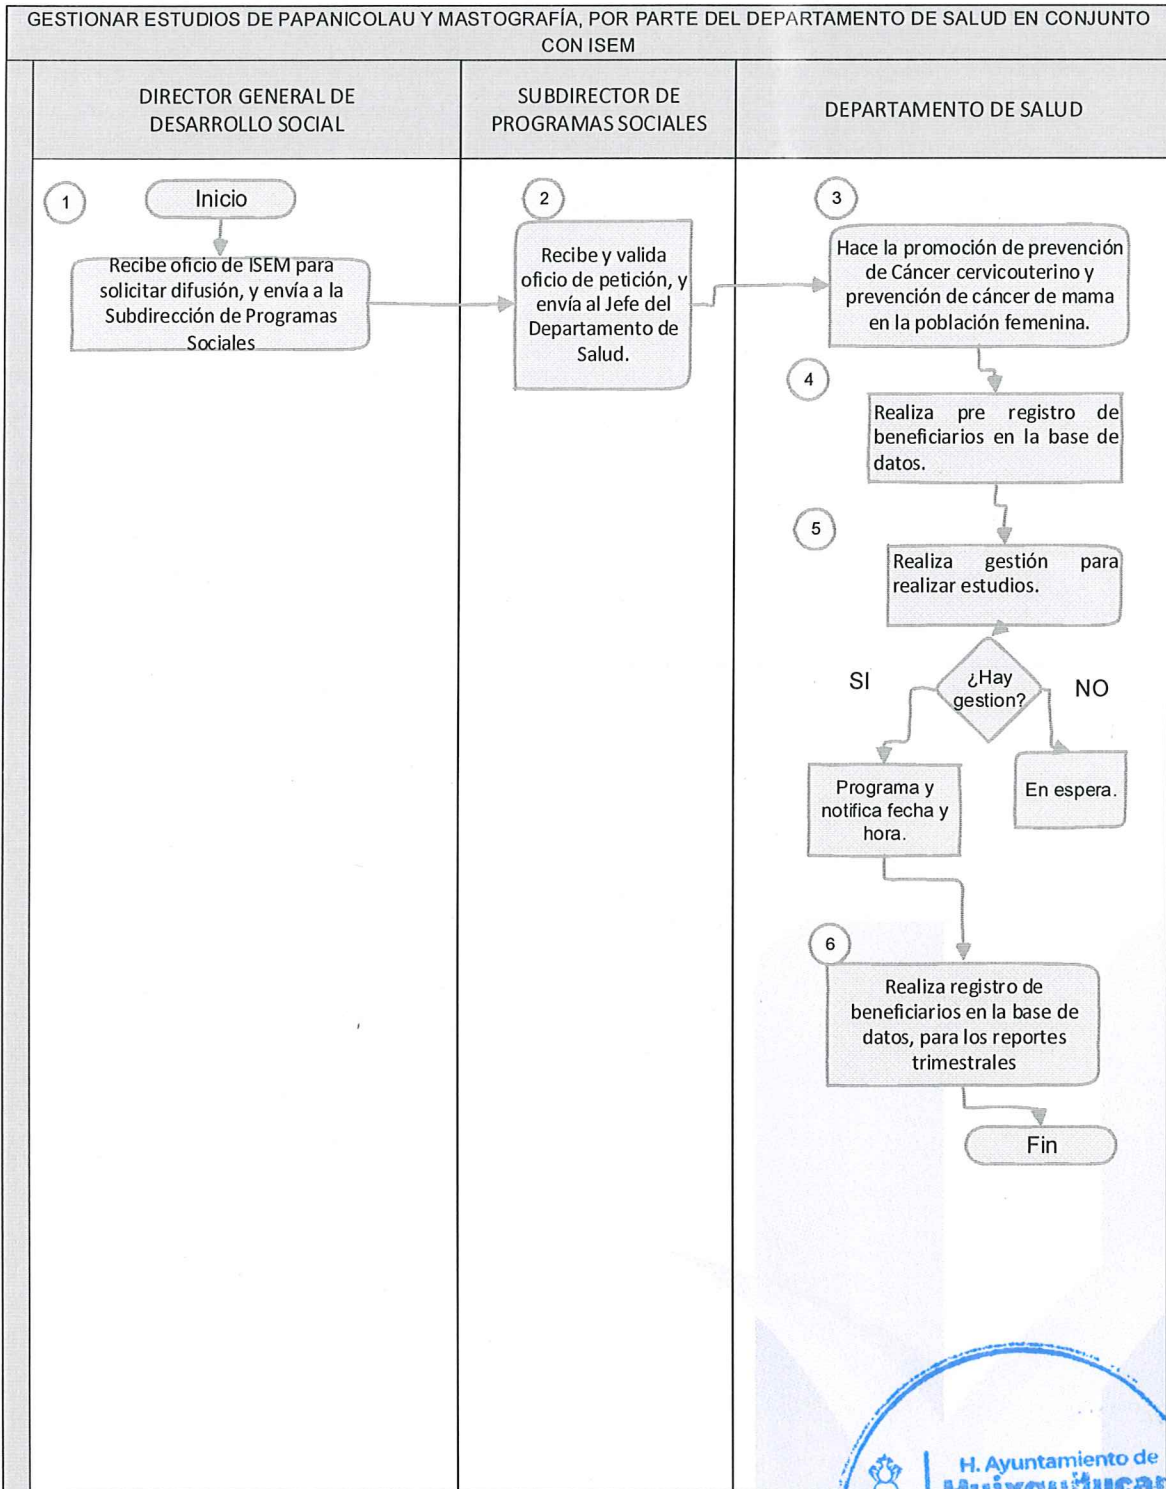 GESTIONAR ESTUDIOS DE PAPANICOLAU Y MASTOGRAFÍA, POR PARTE DEL DEPARTAMENTO DE SALUD EN CONJUNTO
CON ISEM
DIRECTOR GENERAL DE
DESARROLLO SOCIAL
SUBDIRECTOR DE
PROGRAMAS SOCIALES
DEPARTAMENTO DE SALUD
1
Inicio
Recibe oficio de ISEM para
solicitar difusión, y envía a la
Subdirección de Programas
Sociales
2
Recibe y valida
oficio de petición, y
envía al Jefe del
Departamento de
Salud.
3
Hace la promoción de prevención
de Cáncer cervicouterino y
prevención de cáncer de mama
en la población femenina.
4
Realiza pre registro de
beneficiarios en la base de
datos.
5
Realiza gestión para
realizar estudios.
¿Hay
gestion?
SI
NO
Programa y
notifica fecha y
hora.
En espera.
6
Realiza registro de
beneficiarios en la base de
datos, para los reportes
trimestrales
Fin
H. Ayuntamiento de